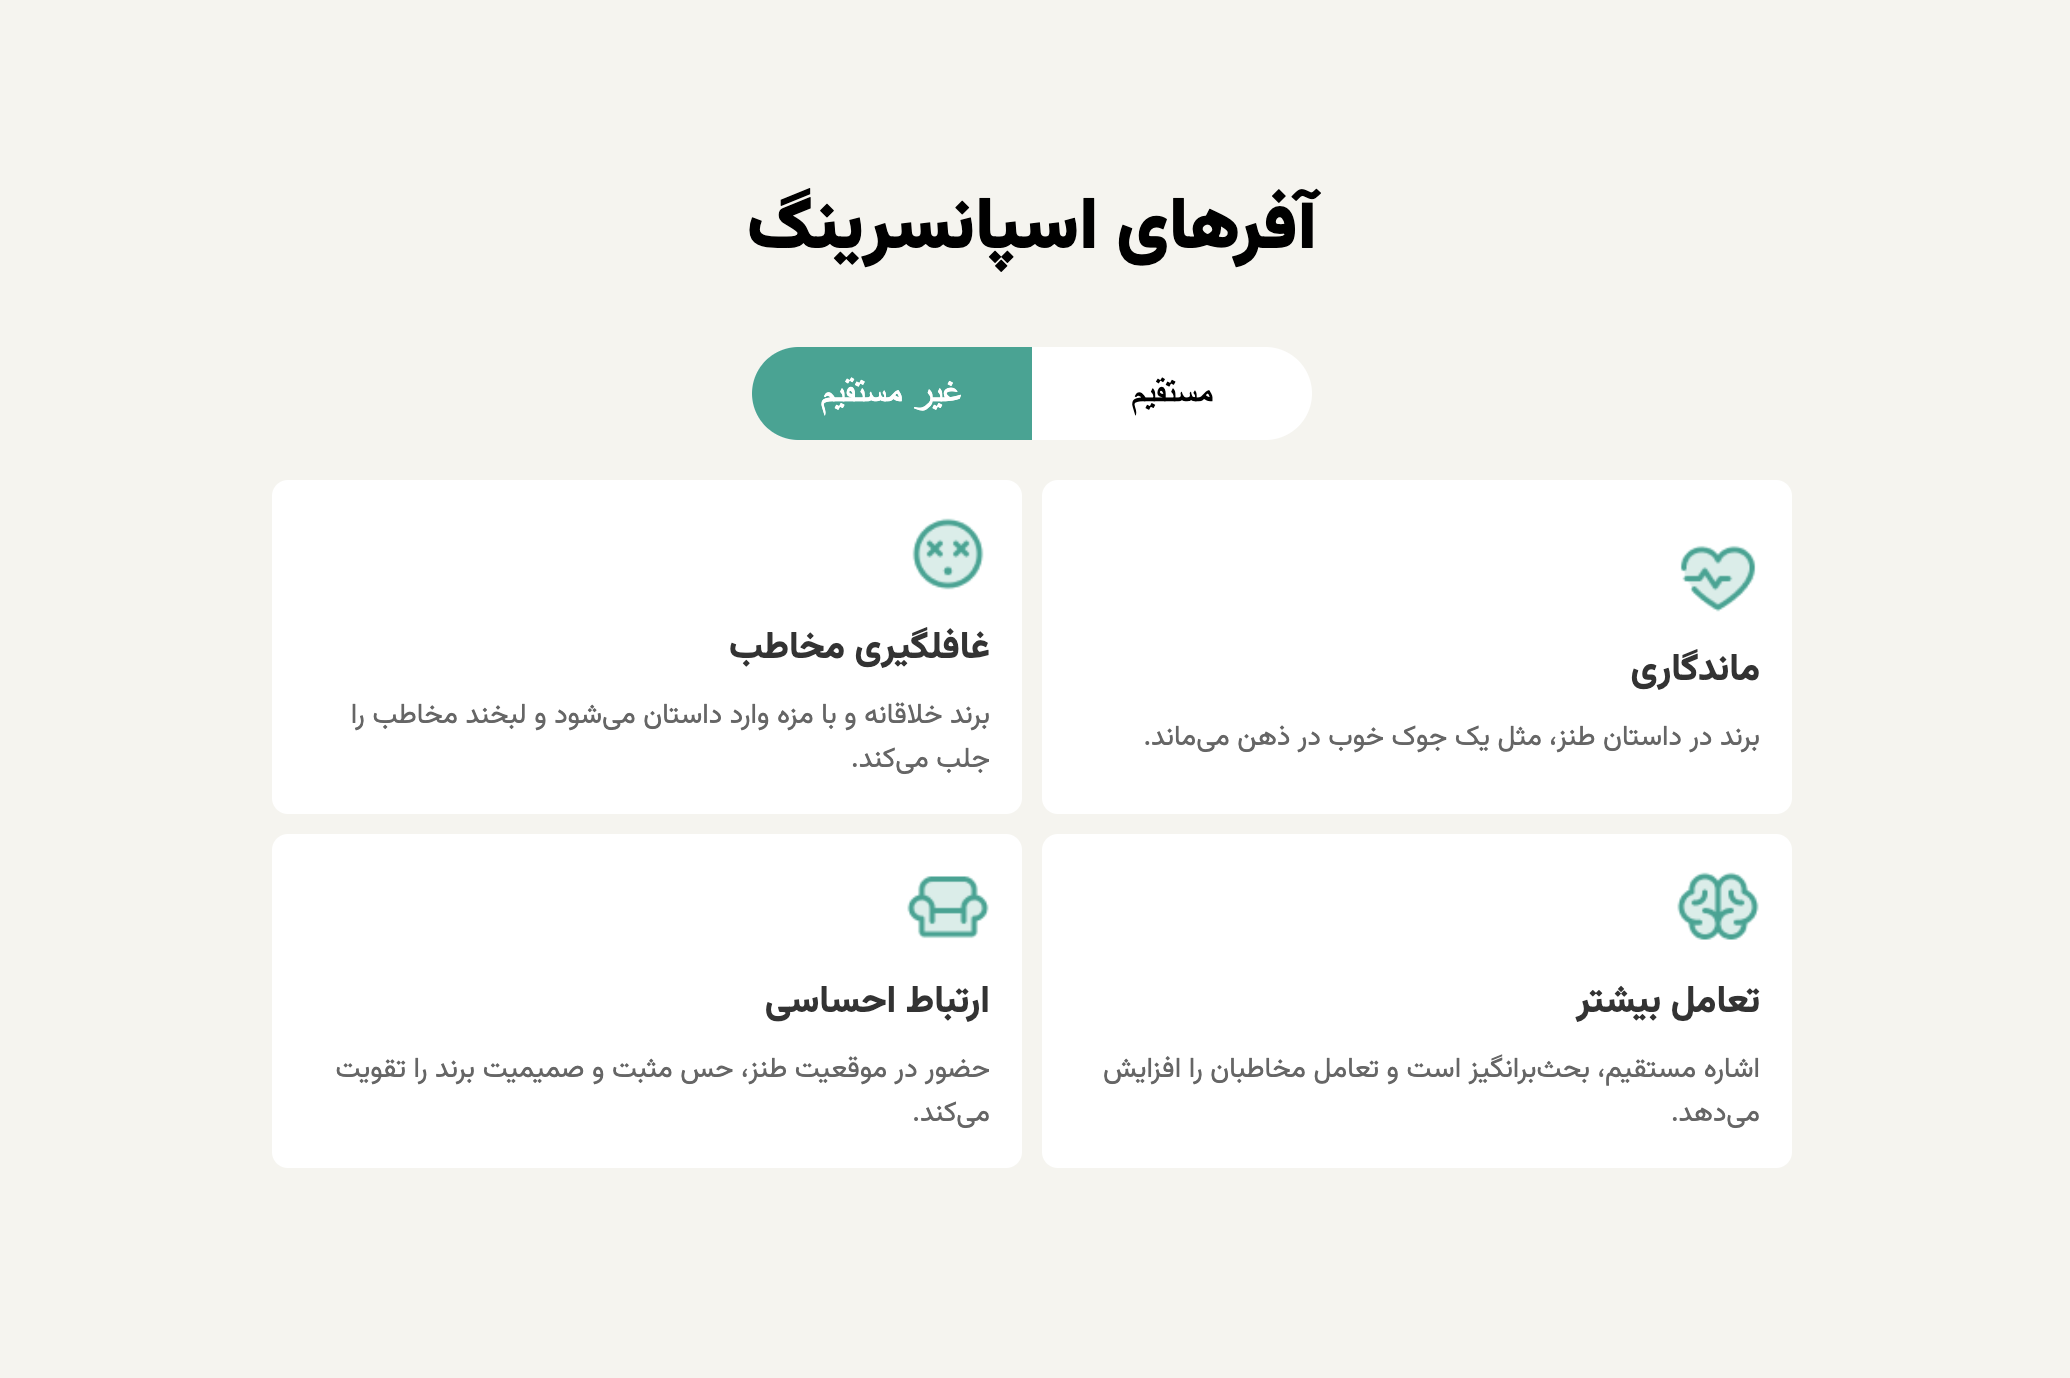 آفرهای اسپانسرینگ
مستقیم
غیر مستقیم
ماندگاری
برند در داستان طنز، مثل یک جوک خوب در ذهن می‌ماند.
غافلگیری مخاطب
برند خلاقانه و با مزه وارد داستان می‌شود و لبخند مخاطب را
جلب می‌کند.
تعامل بیشتر
اشاره مستقیم، بحث‌برانگیز است و تعامل مخاطبان را افزایش
می‌دهد.
ارتباط احساسی
حضور در موقعیت طنز، حس مثبت و صمیمیت برند را تقویت
می‌کند.